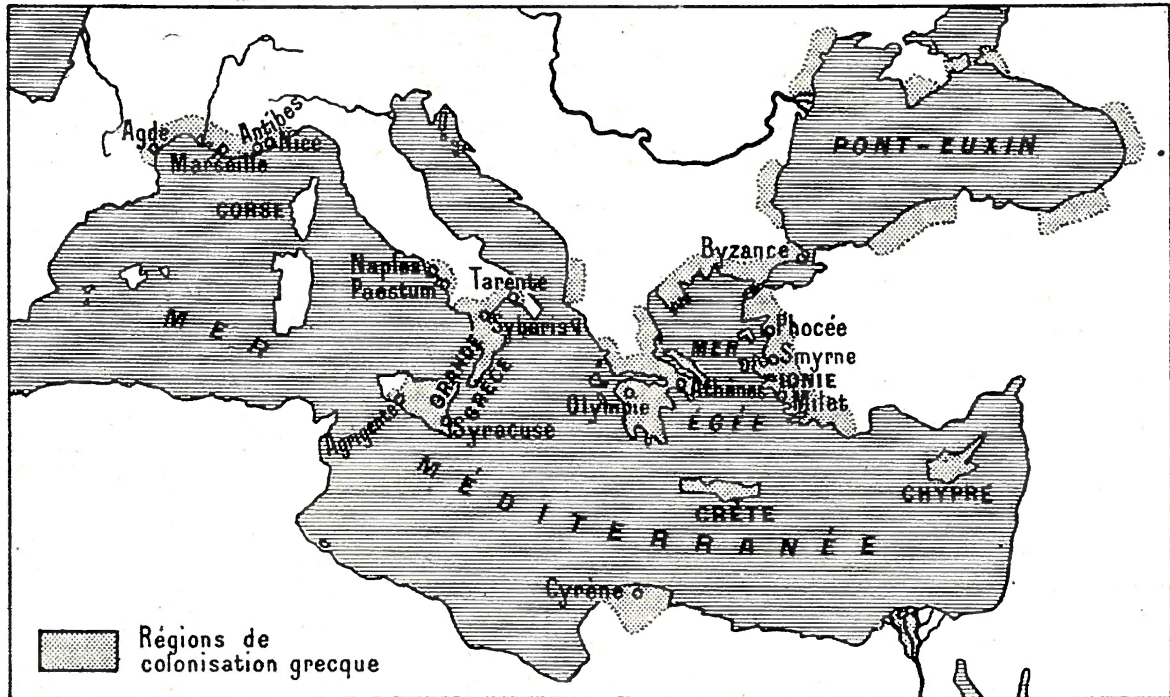 PONT-EUXIN
Agde
Antibes
Nice
Marseille
CORSE
Byzance
Naples
Paestum
Tarente
Sybaris
MER
Phocée
MER
Smyrne
IONIE
GRANDE
GRÈCE
Athènes
Milet
Olympie
ÉGÉE
Agrigente
Syracuse
MÉDITERRANÉE
CHYPRE
CRÈTE
Cyrène
Régions de
colonisation grecque